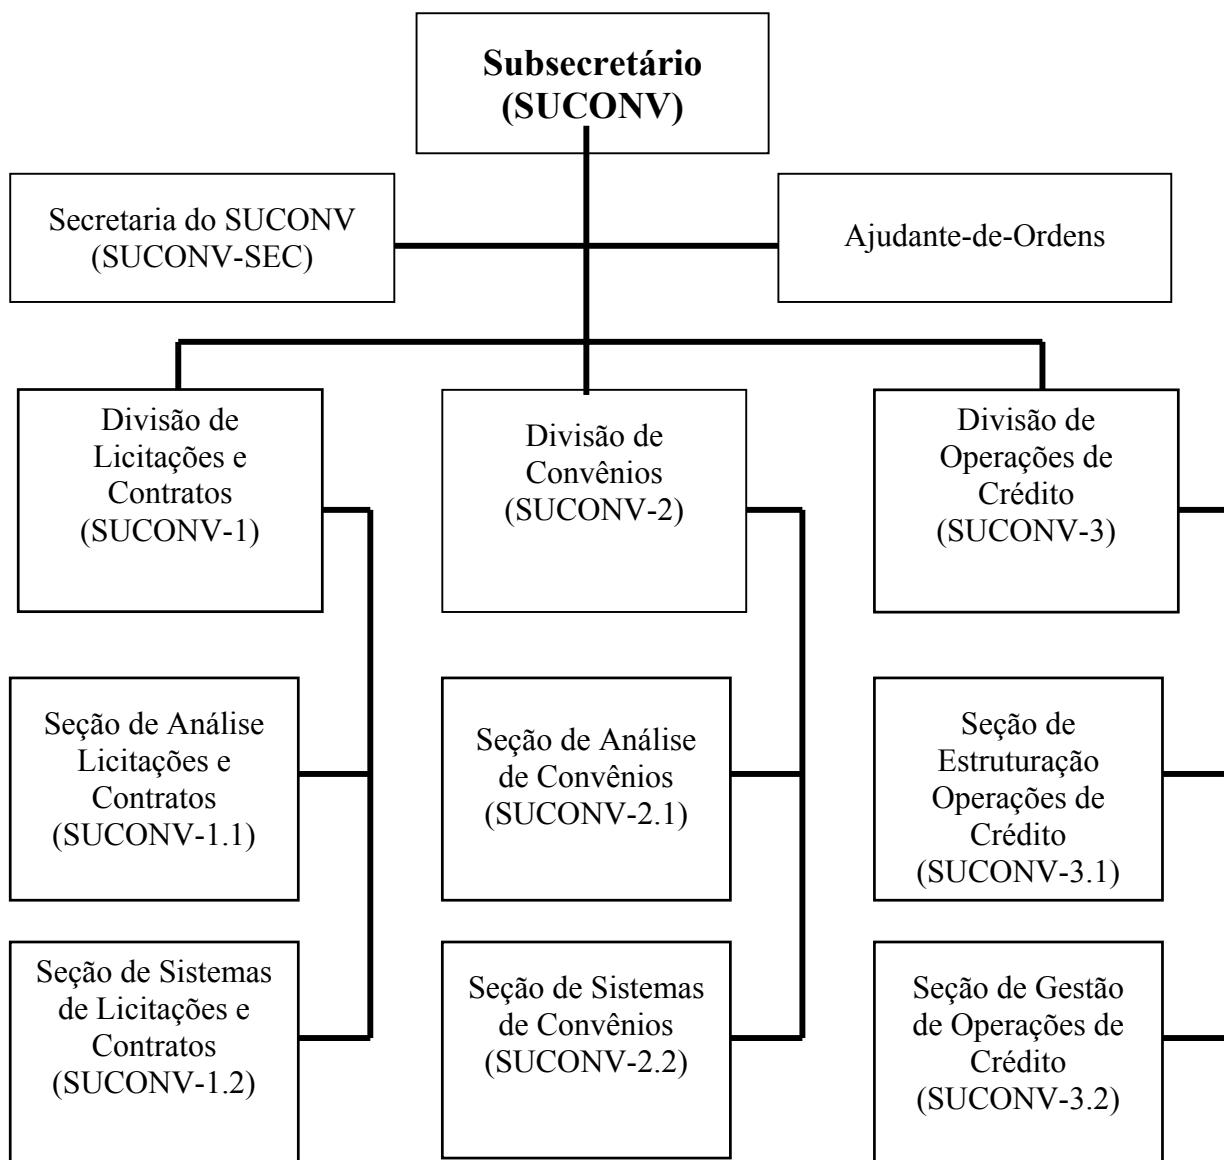 Subsecretário
(SUCONV)
Secretaria do SUCONV
(SUCONV-SEC)
Ajudante-de-Ordens
Divisão de
Licitações e
Contratos
(SUCONV-1)
Divisão de
Convênios
(SUCONV-2)
Divisão de
Operações de
Crédito
(SUCONV-3)
Seção de Análise
Licitações e
Contratos
(SUCONV-1.1)
Seção de Análise
de Convênios
(SUCONV-2.1)
Seção de
Estruturação
Operações de
Crédito
(SUCONV-3.1)
Seção de Sistemas
de Licitações e
Contratos
(SUCONV-1.2)
Seção de Sistemas
de Convênios
(SUCONV-2.2)
Seção de Gestão
de Operações de
Crédito
(SUCONV-3.2)